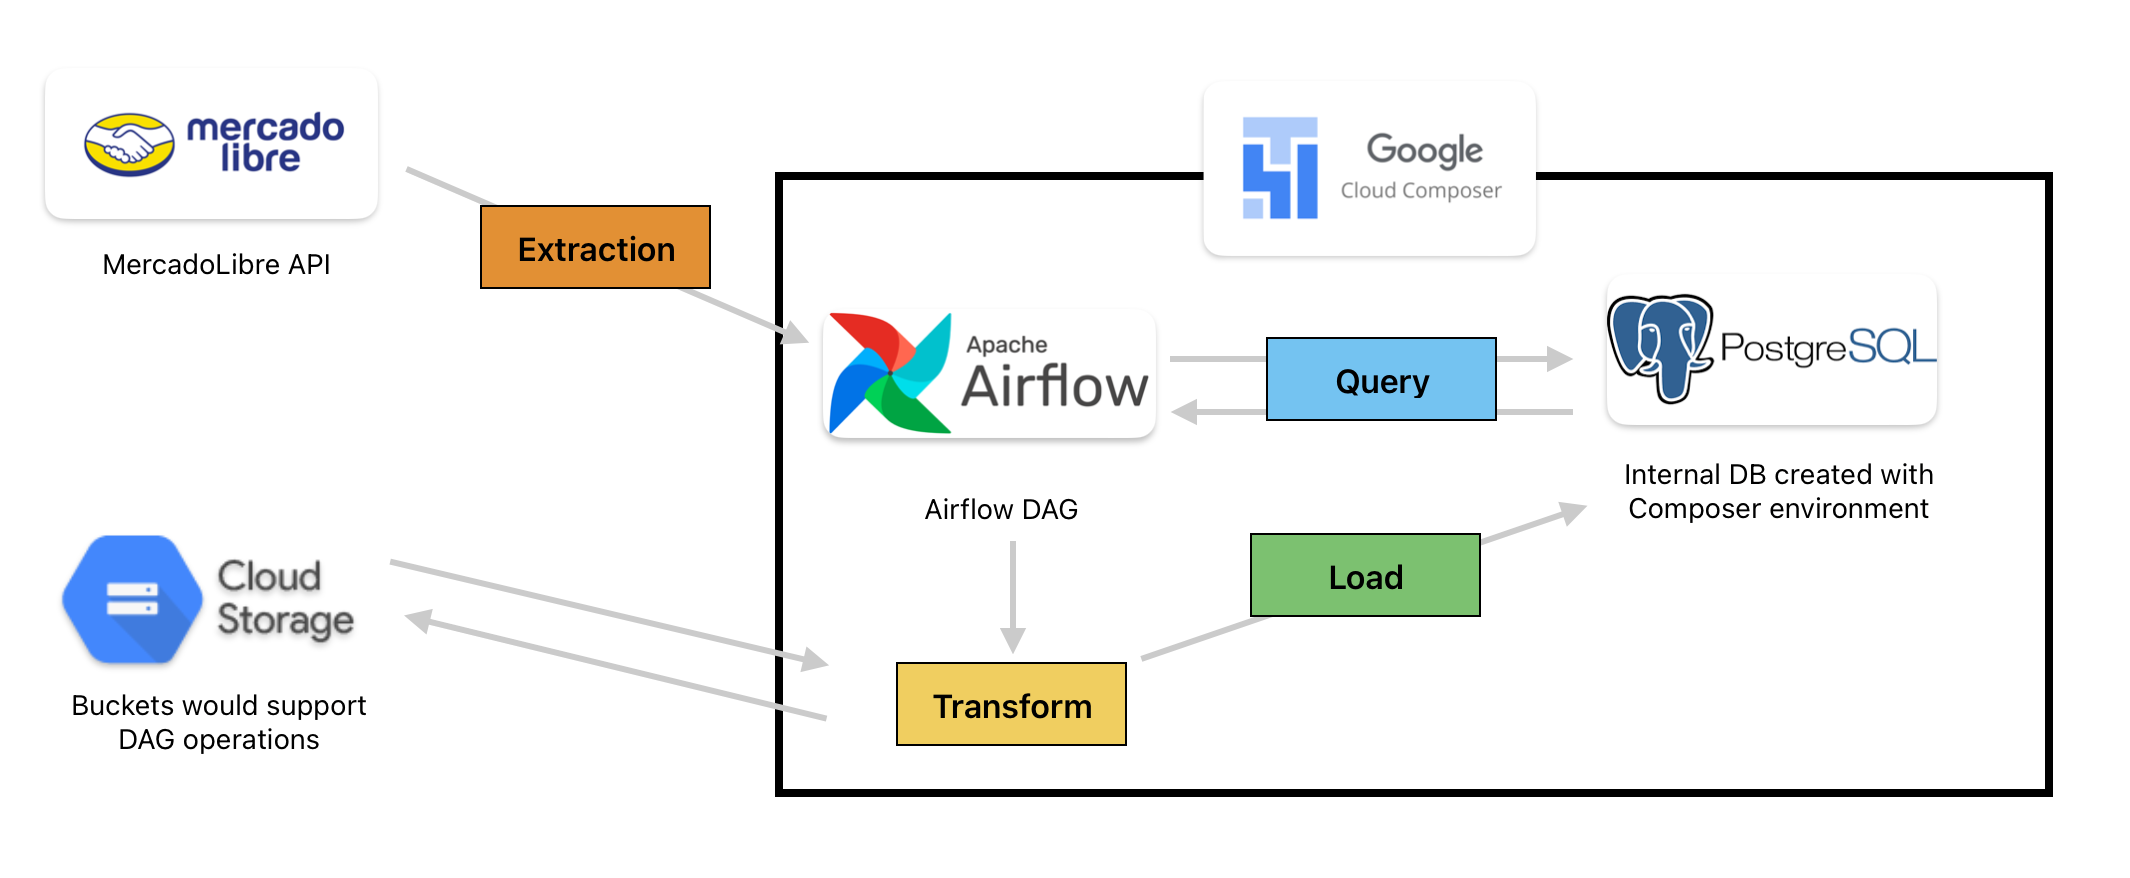 mercado
libre
MercadoLibre API
Extraction
Google
Cloud Composer
Apache
Airflow
Airflow DAG
Query
PostgreSQL
Internal DB created with
Composer environment
Cloud
Storage
Buckets would support
DAG operations
Transform
Load